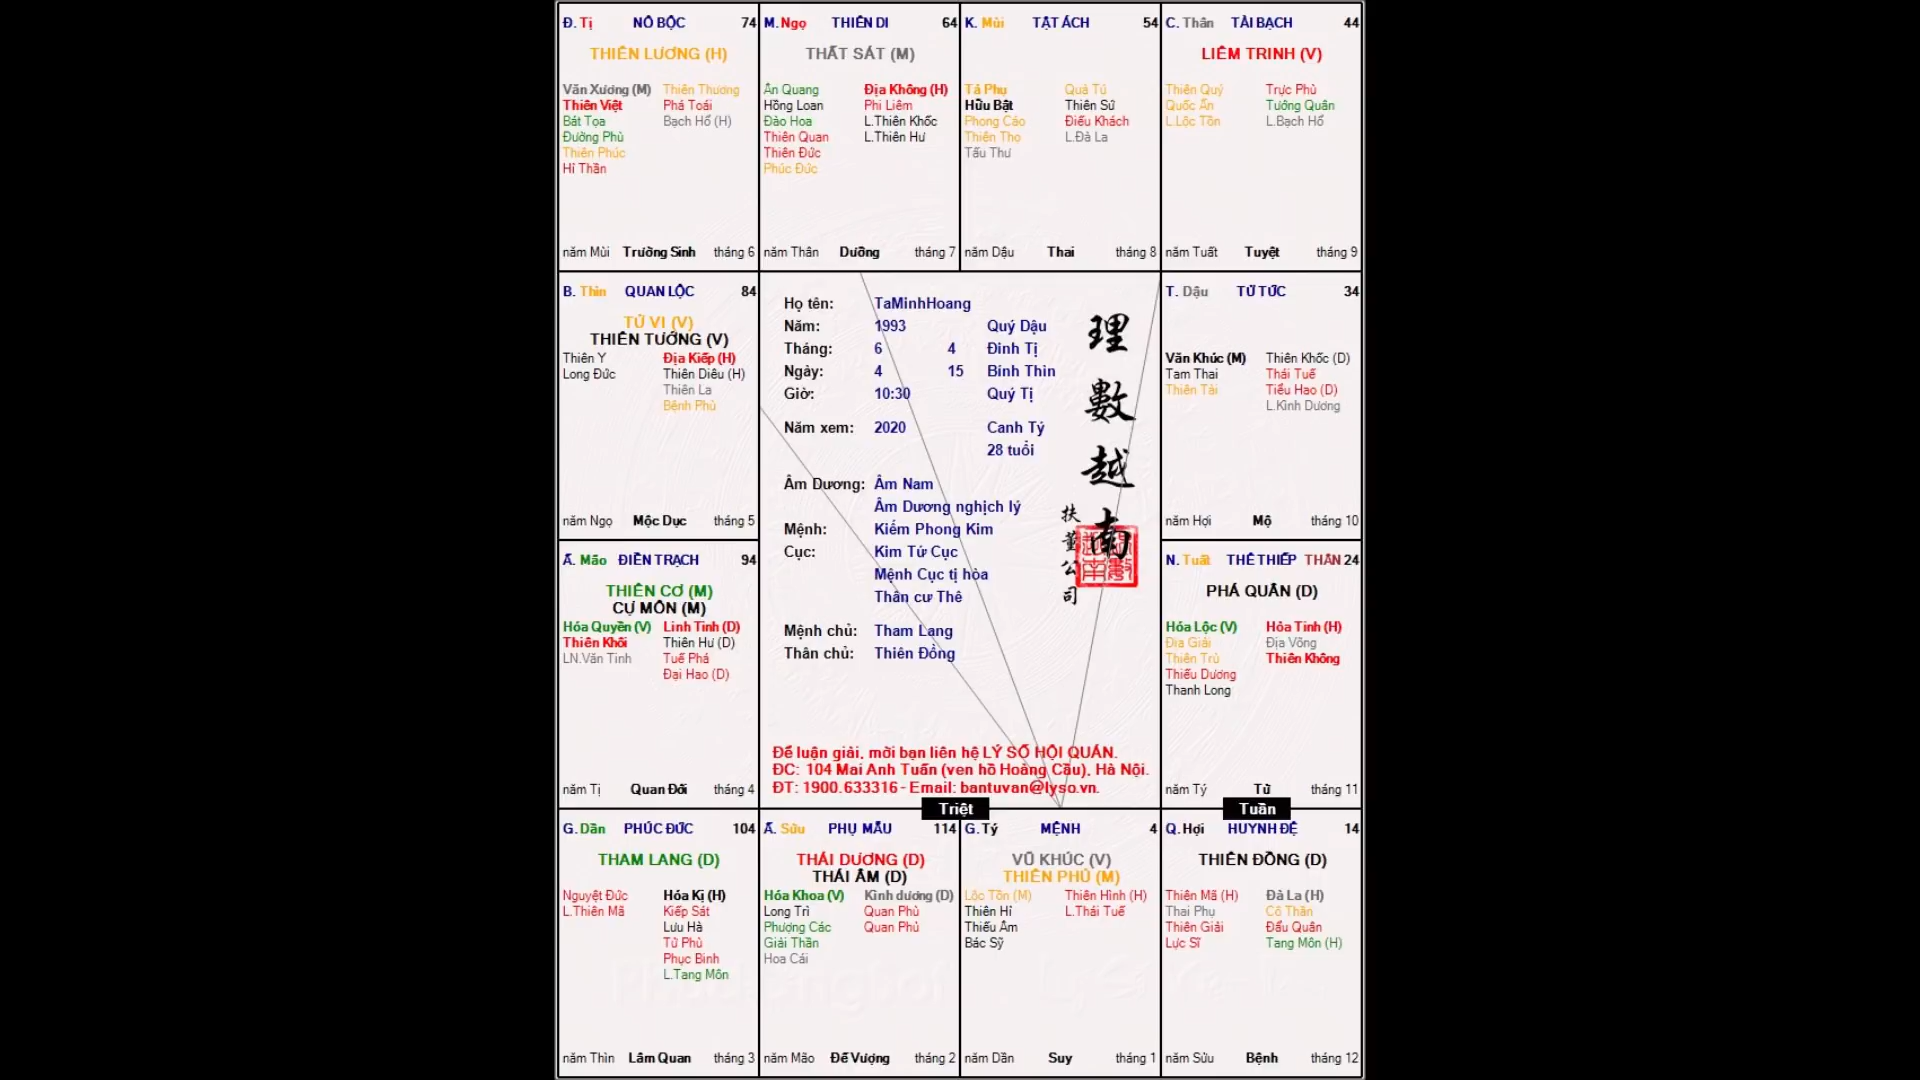 Đ. Tị NÔ BỘC 74
THIÊN LƯƠNG (H)
Văn Xương (M) Thiên Thương
Thiên Việt Phá Toái
Bát Tọa Bạch Hổ (H)
Đường Phù
Thiên Phúc
Hỉ Thần
năm Mùi Trường Sinh tháng 6
M. Ngọ THIÊN DI 64
THẤT SÁT (M)
Ân Quang Địa Không (H)
Hồng Loan Phi Liêm
Đào Hoa L.Thiên Khốc
Thiên Quan L.Thiên Hư
Thiên Đức
Phúc Đức
năm Thân Dưỡng tháng 7
K. Mùi TẬT ÁCH 54
Tả Phụ Quả Tú
Hữu Bật Thiên Sứ
Phong Cáo Điếu Khách
Thiên Thọ L.Đà La
Tấu Thư
năm Dậu Thai tháng 8
C. Thân TÀI BẠCH 44
LIÊM TRINH (V)
Thiên Quý Trực Phù
Quốc Ấn Tướng Quân
L.Lộc Tồn L.Bạch Hổ
năm Tuất Tuyệt tháng 9
B. Thìn QUAN LỘC 84
TỬ VI (V)
THIÊN TƯỚNG (V)
Thiên Y Địa Kiếp (H)
Long Đức Thiên Diêu (H)
Thiên La
Bệnh Phù
năm Ngọ Mộc Dục tháng 5
Họ tên: TaMinhHoang
Năm: 1993 Quý Dậu
Tháng: 6 4 Đinh Tị
Ngày: 4 15 Bính Thìn
Giờ: 10:30 Quý Tị
Năm xem: 2020 Canh Tý
28 tuổi
Âm Dương: Âm Nam
Âm Dương nghịch lý
Mệnh: Kiếm Phong Kim
Cục: Kim Tứ Cục
Mệnh Cục tị hòa
Thân cư Thê
Mệnh chủ: Tham Lang
Thân chủ: Thiên Đồng
理數越南
扶董公司
Để luận giải, mời bạn liên hệ LÝ SỐ HỘI QUÁN.
ĐC: 104 Mai Anh Tuấn (ven hồ Hoàng Cầu), Hà Nội.
ĐT: 1900.633316 - Email: bantuvan@lyso.vn.
T. Dậu TỬ TỨC 34
Văn Khúc (M) Thiên Khốc (D)
Tam Thai Thái Tuế
Thiên Tài Tiểu Hao (D)
L.Kình Dương
năm Hợi Mộ tháng 10
Ấ. Mão ĐIỀN TRẠCH 94
THIÊN CƠ (M)
CỰ MÔN (M)
Hóa Quyền (V) Linh Tinh (D)
Thiên Khôi Thiên Hư (D)
LN.Văn Tinh Tuế Phá
Đại Hao (D)
năm Tị Quan Đới tháng 4
N. Tuất THÊ THIẾP THÂN 24
PHÁ QUÂN (D)
Hóa Lộc (V) Hỏa Tinh (H)
Địa Giải Địa Võng
Thiên Trù Thiên Không
Thiếu Dương
Thanh Long
năm Tý Tử tháng 11
Triệt
Tuần
G. Dần PHÚC ĐỨC 104
THAM LANG (D)
Nguyệt Đức Hóa Kị (H)
L.Thiên Mã Kiếp Sát
Lưu Hà
Tử Phù
Phục Binh
L.Tang Môn
năm Thìn Lâm Quan tháng 3
Ấ. Sửu PHỤ MẪU 114
THÁI DƯƠNG (D)
THÁI ÂM (D)
Hóa Khoa (V) Kình dương (D)
Long Trì Quan Phù
Phượng Các Quan Phủ
Giải Thần
Hoa Cái
năm Mão Đế Vượng tháng 2
G. Tý MỆNH 4
VŨ KHÚC (V)
THIÊN PHỦ (M)
Lộc Tồn (M) Thiên Hình (H)
Thiên Hỉ L.Thái Tuế
Thiếu Âm
Bác Sỹ
năm Dần Suy tháng 1
Q. Hợi HUYNH ĐỆ 14
THIÊN ĐỒNG (D)
Thiên Mã (H) Đà La (H)
Thai Phụ Cô Thần
Thiên Giải Đẩu Quân
Lực Sĩ Tang Môn (H)
năm Sửu Bệnh tháng 12